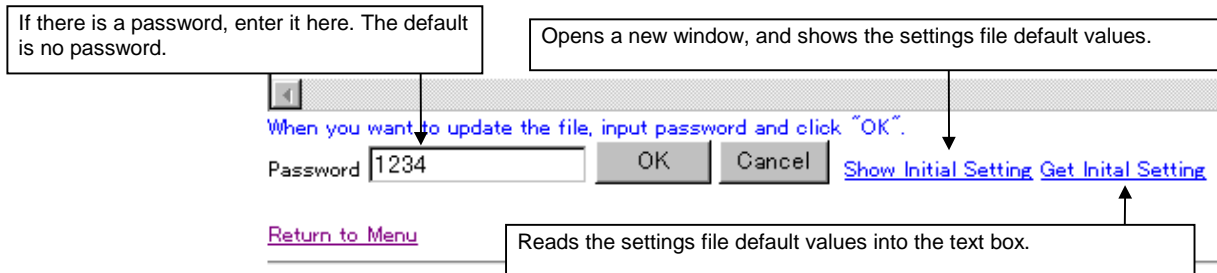 If there is a password, enter it here. The default
is no password.
Opens a new window, and shows the settings file default values.
When you want to update the file, input password and click ˝OK˝.
Password 1234 OK Cancel Show Initial Setting Get Inital Setting
Return to Menu
Reads the settings file default values into the text box.